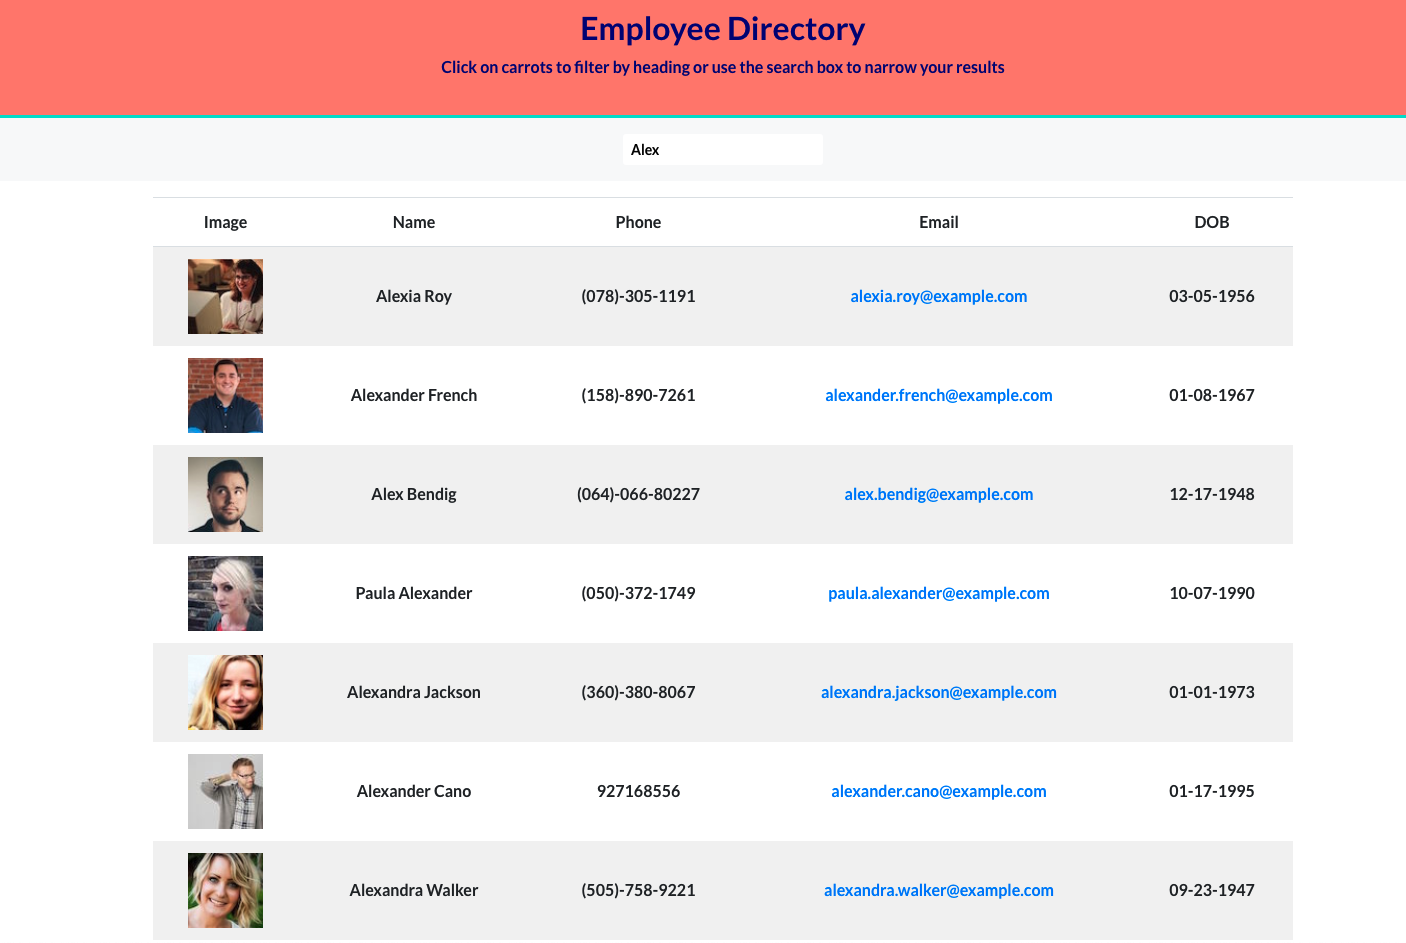 Employee Directory
Click on carrots to filter by heading or use the search box to narrow your results
Alex
Image Name Phone Email DOB
Alexia Roy (078)-305-1191 alexia.roy@example.com 03-05-1956
Alexander French (158)-890-7261 alexander.french@example.com 01-08-1967
Alex Bendig (064)-066-80227 alex.bendig@example.com 12-17-1948
Paula Alexander (050)-372-1749 paula.alexander@example.com 10-07-1990
Alexandra Jackson (360)-380-8067 alexandra.jackson@example.com 01-01-1973
Alexander Cano 927168556 alexander.cano@example.com 01-17-1995
Alexandra Walker (505)-758-9221 alexandra.walker@example.com 09-23-1947